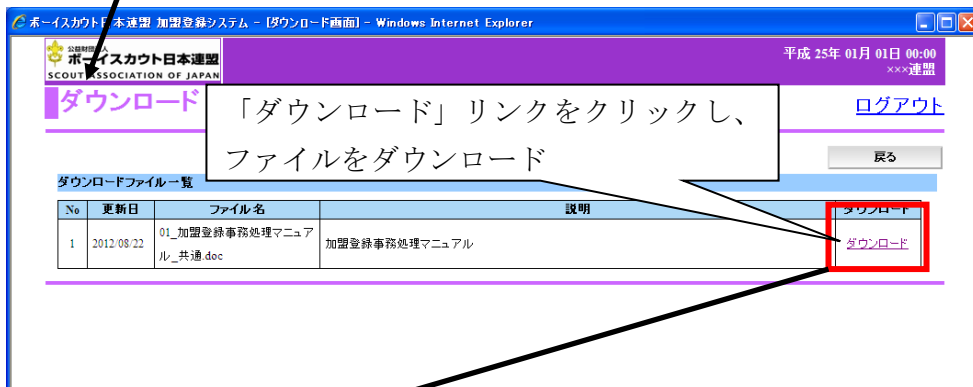 ボーイスカウト日本連盟 加盟登録システム - [ダウンロード画面] - Windows Internet Explorer
公益財団法人
ボーイスカウト日本連盟
SCOUT ASSOCIATION OF JAPAN
平成 25年 01月 01日 00:00
×××連盟
ダウンロード
ログアウト
「ダウンロード」リンクをクリックし、
ファイルをダウンロード
戻る
ダウンロードファイル一覧
No 更新日 ファイル名 説明 ダウンロード
1 2012/08/22 01_加盟登録事務処理マニュア
ル_共通.doc 加盟登録事務処理マニュアル ダウンロード